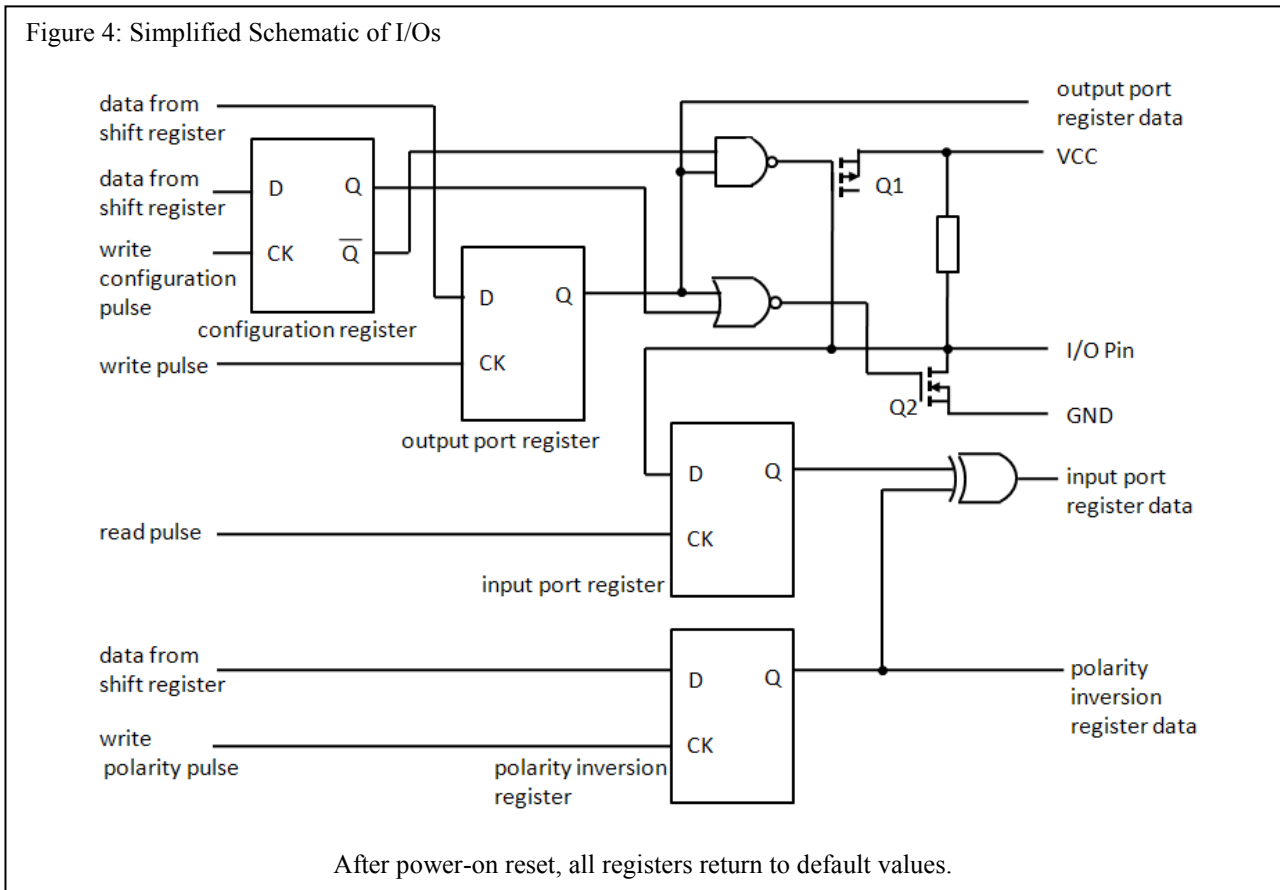 Figure 4: Simplified Schematic of I/Os
data from
shift register
output port
register data
VCC
data from
shift register
D
Q
Q1
write
configuration
pulse
CK
Q
configuration register
D
Q
write pulse
CK
output port register
I/O Pin
Q2
GND
D
Q
input port
register data
read pulse
CK
input port register
data from
shift register
D
Q
polarity
inversion
register data
write
polarity pulse
CK
polarity inversion
register
After power-on reset, all registers return to default values.